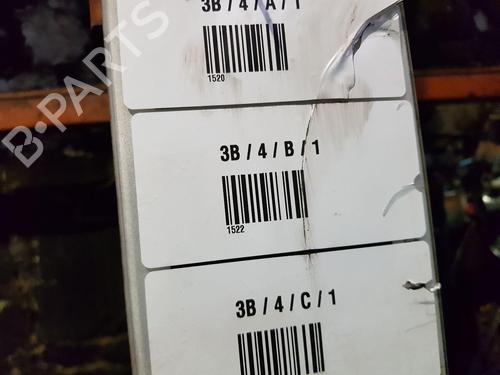 3B / 4 / A / 1
1520
B-PARTS
3B / 4 / B / 1
1522
3B / 4 / C / 1